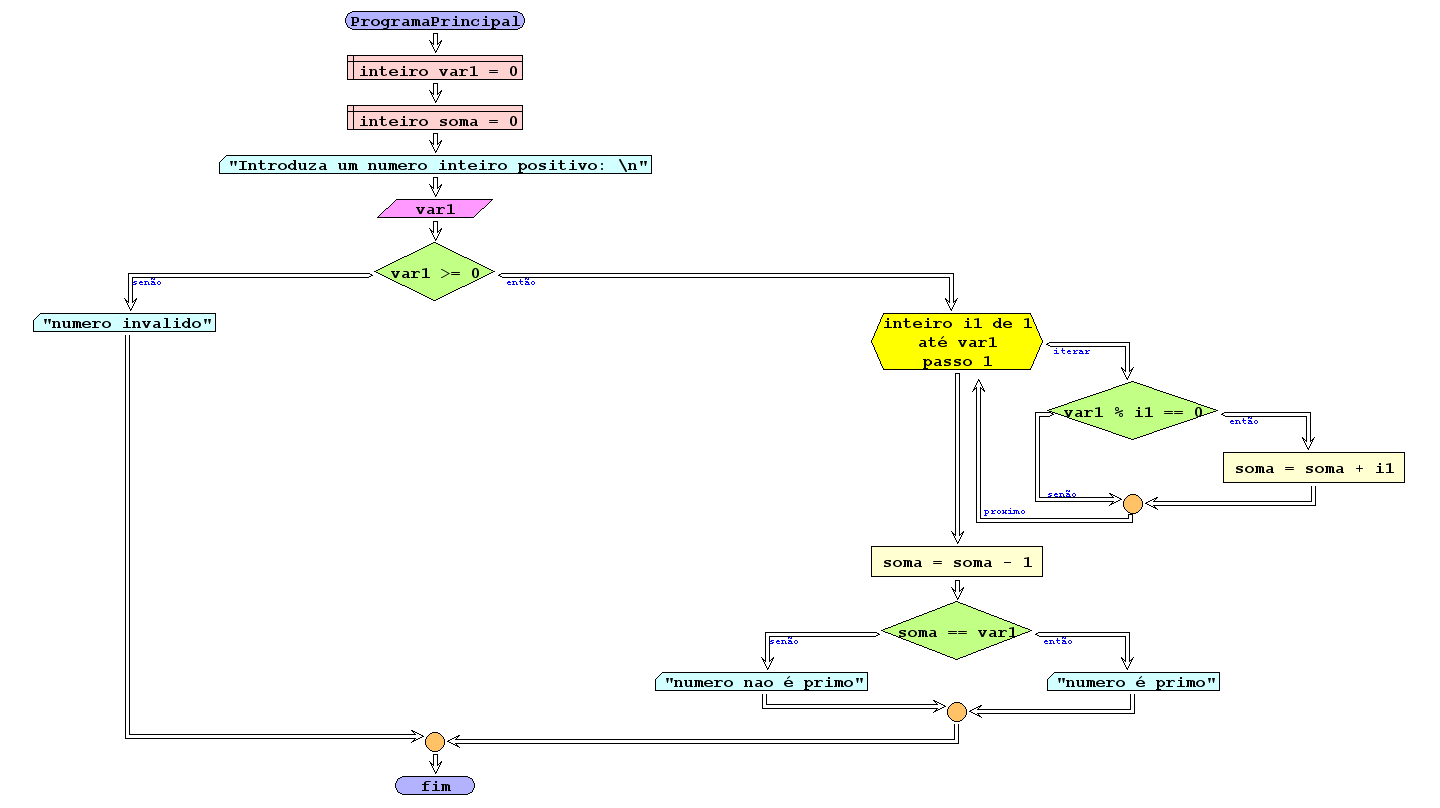 ProgramaPrincipal
inteiro var1 = 0
inteiro soma = 0
"Introduza um numero inteiro positivo: \n"
var1
var1 >= 0
senão
então
"numero invalido"
inteiro i1 de 1
até var1
passo 1
iterar
var1 % i1 == 0
então
soma = soma + i1
senão
proximo
soma = soma - 1
soma == var1
senão
então
"numero nao é primo"
"numero é primo"
fim